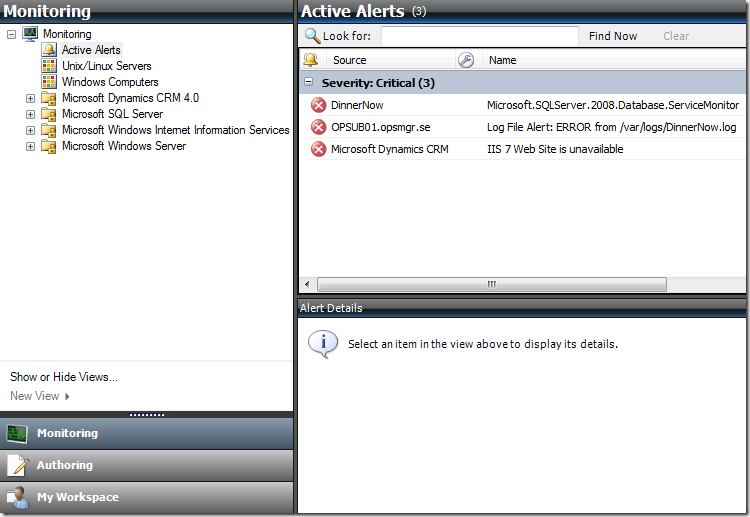 Monitoring
Monitoring
Active Alerts
Unix/Linux Servers
Windows Computers
Microsoft Dynamics CRM 4.0
Microsoft SQL Server
Microsoft Windows Internet Information Services
Microsoft Windows Server
Show or Hide Views...
New View
Monitoring
Authoring
My Workspace
Active Alerts (3)
Look for: Find Now Clear
Source Name
Severity: Critical (3)
DinnerNow Microsoft.SQLServer.2008.Database.ServiceMonitor
OPSUB01.opsmgr.se Log File Alert: ERROR from /var/logs/DinnerNow.log
Microsoft Dynamics CRM IIS 7 Web Site is unavailable
Alert Details
Select an item in the view above to display its details.